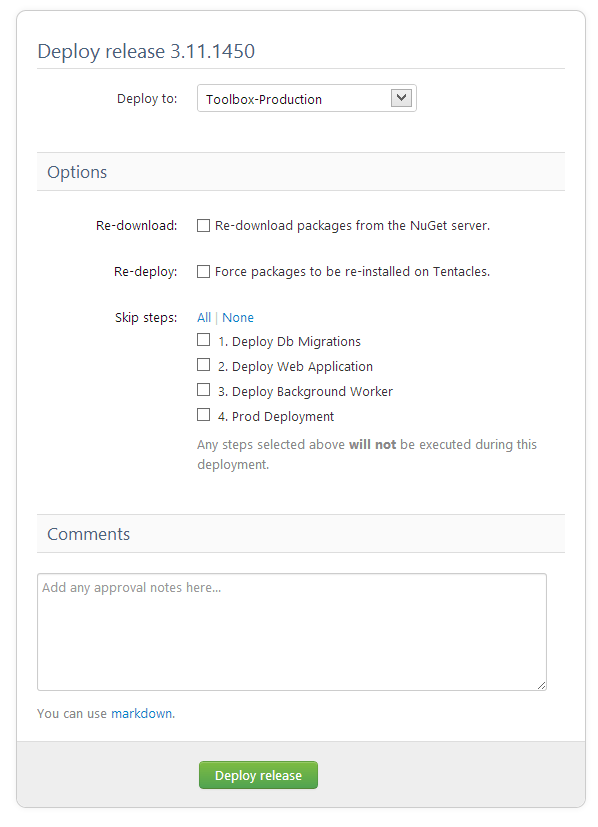 Deploy release 3.11.1450
Deploy to: Toolbox-Production
Options
Re-download: Re-download packages from the NuGet server.
Re-deploy: Force packages to be re-installed on Tentacles.
Skip steps: All | None
1. Deploy Db Migrations
2. Deploy Web Application
3. Deploy Background Worker
4. Prod Deployment
Any steps selected above will not be executed during this
deployment.
Comments
Add any approval notes here...
You can use markdown.
Deploy release